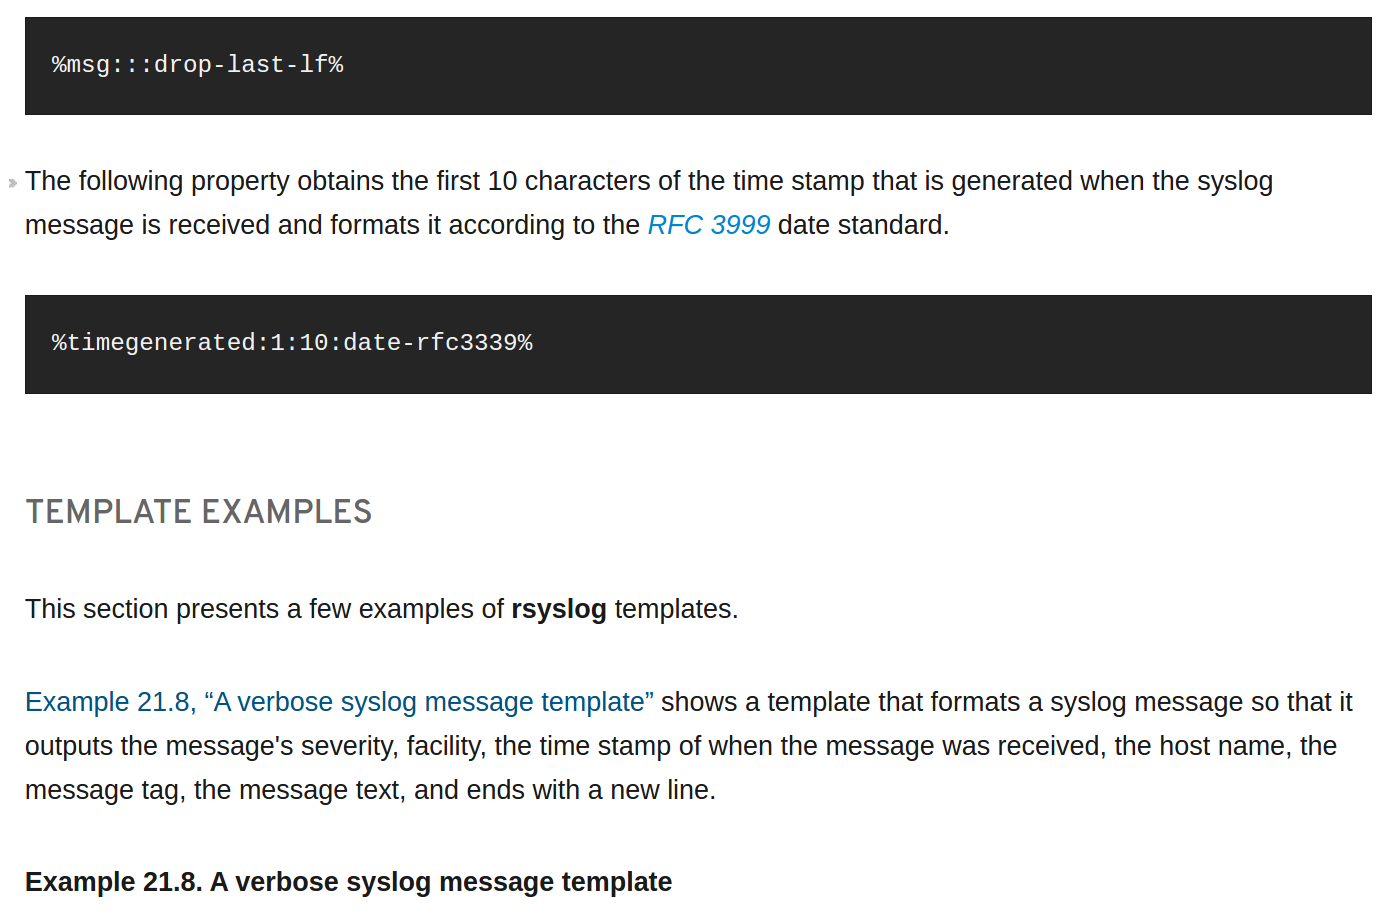 %msg:::drop-last-lf%
The following property obtains the first 10 characters of the time stamp that is generated when the syslog
message is received and formats it according to the RFC 3999 date standard.
%timegenerated:1:10:date-rfc3339%
TEMPLATE EXAMPLES
This section presents a few examples of rsyslog templates.
Example 21.8, “A verbose syslog message template” shows a template that formats a syslog message so that it
outputs the message's severity, facility, the time stamp of when the message was received, the host name, the
message tag, the message text, and ends with a new line.
Example 21.8. A verbose syslog message template